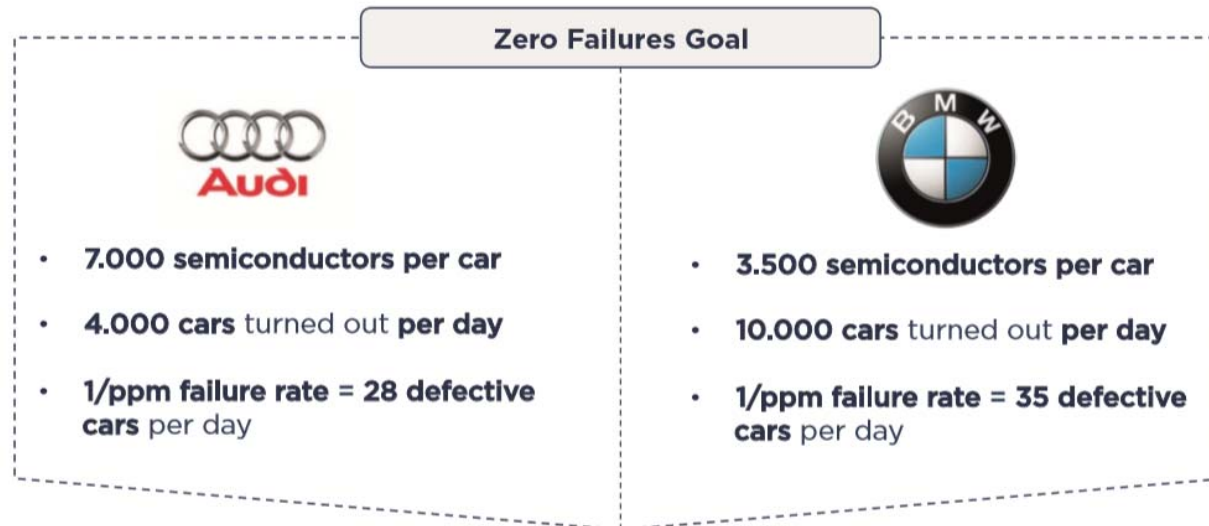 Zero Failures Goal
Audi
• 7.000 semiconductors per car
• 4.000 cars turned out per day
• 1/ppm failure rate = 28 defective
cars per day
BMW
• 3.500 semiconductors per car
• 10.000 cars turned out per day
• 1/ppm failure rate = 35 defective
cars per day